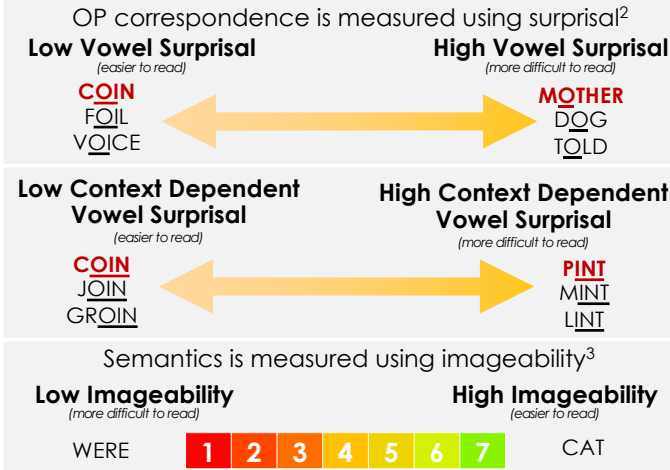 OP correspondence is measured using surprisal²
Low Vowel Surprisal
(easier to read)
COIN
FOIL
VOICE
High Vowel Surprisal
(more difficult to read)
MOTHER
DOG
TOLD
Low Context Dependent
Vowel Surprisal
(easier to read)
COIN
JOIN
GROIN
High Context Dependent
Vowel Surprisal
(more difficult to read)
PINT
MINT
LINT
Semantics is measured using imageability³
Low Imageability
(more difficult to read)
WERE
1 2 3 4 5 6 7
High Imageability
(easier to read)
CAT